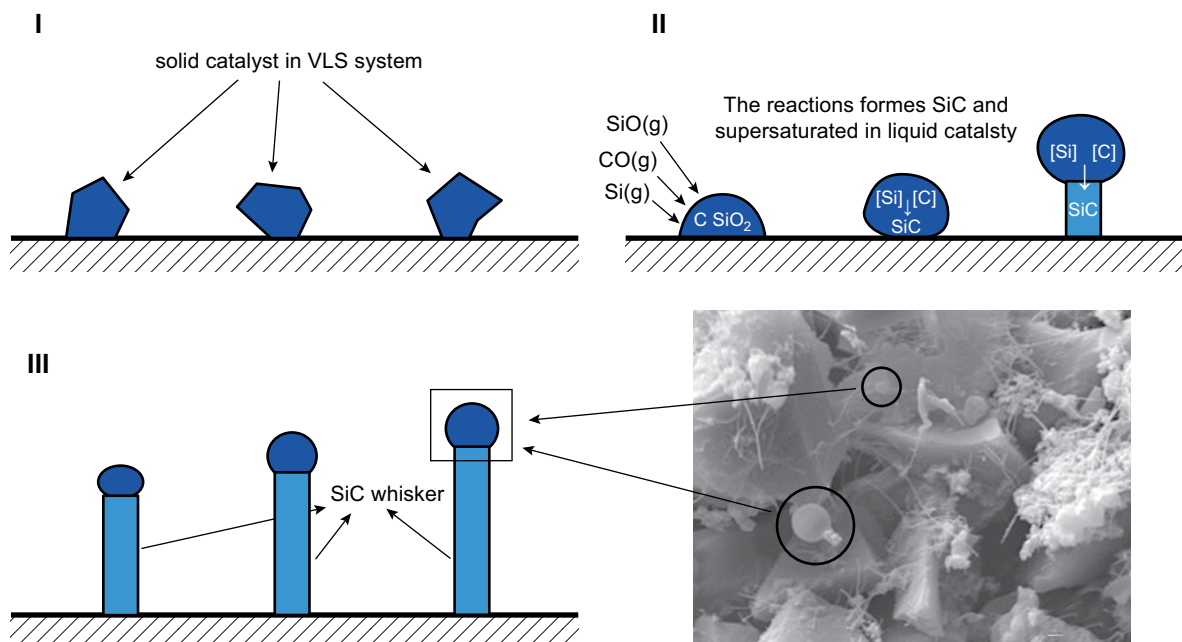 I
solid catalyst in VLS system
II
The reactions formes SiC and
supersaturated in liquid catalsty
SiO(g)
CO(g)
Si(g)
C SiO₂
[Si] [C]
SiC
[Si] [C]
SiC
III
SiC whisker